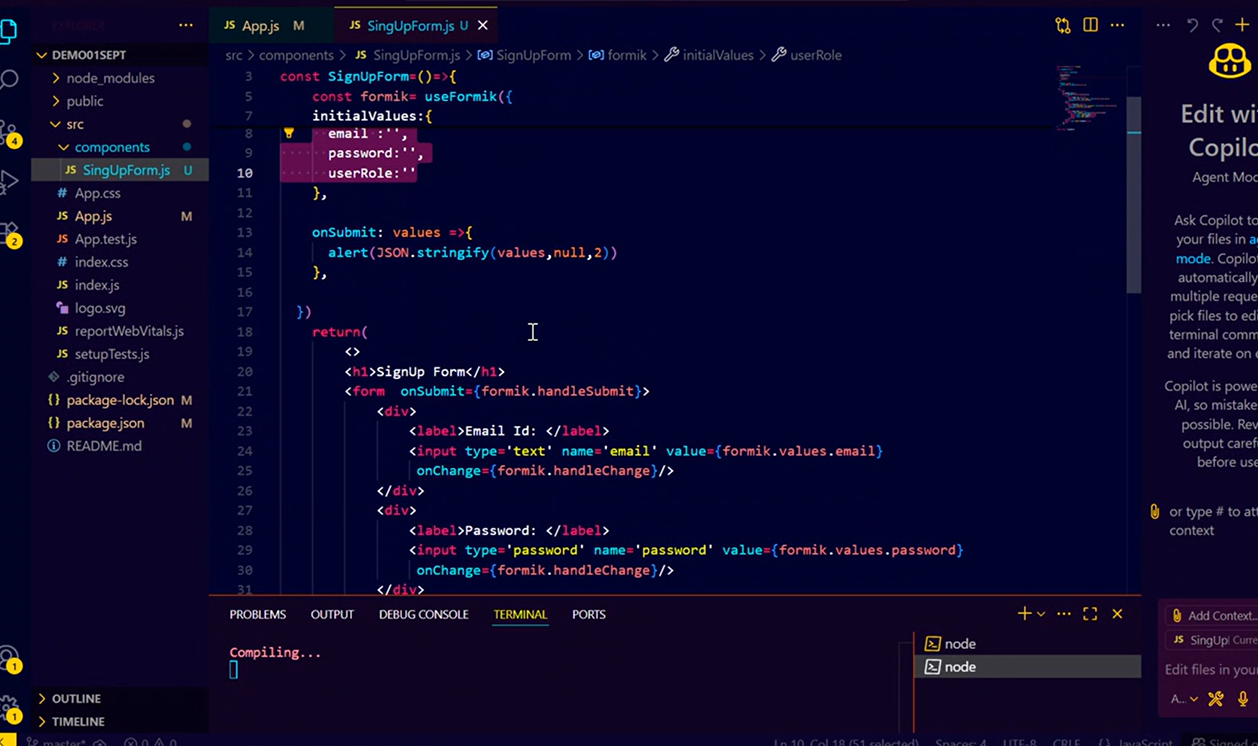 EXPLORER
App.js M
SingUpForm.js U
src > components > JS SingUpForm.js > SignUpForm > formik > initialValues > userRole
DEMO01SEPT
node_modules
public
src
components
JS SingUpForm.js U
# App.css
JS App.js M
JS App.test.js
# index.css
JS index.js
logo.svg
JS reportWebVitals.js
JS setupTests.js
.gitignore
{} package-lock.json M
{} package.json M
README.md
OUTLINE
TIMELINE
3 const SignUpForm=()=>{
5 const formik= useFormik({
7 initialValues:{
8 email :'',
9 password:'',
10 userRole:''
11 },
12
13 onSubmit: values =>{
14 alert(JSON.stringify(values,null,2))
15 },
16
17 })
18 return(
19 <>
20 <h1>SignUp Form</h1>
21 <form onSubmit={formik.handleSubmit}>
22 <div>
23 <label>Email Id: </label>
24 <input type='text' name='email' value={formik.values.email}
25 onChange={formik.handleChange}/>
26 </div>
27 <div>
28 <label>Password: </label>
29 <input type='password' name='password' value={formik.values.password}
30 onChange={formik.handleChange}/>
31 </div>
PROBLEMS OUTPUT DEBUG CONSOLE TERMINAL PORTS
Compiling...
node
node
Edit wi
Copilo
Agent Mod
Ask Copilot to
your files in a
mode. Copilot
automatically
multiple reque
pick files to edi
terminal comm
and iterate on
Copilot is powe
AI, so mistake
possible. Rev
output caref
before use
or type # to att
context
Add Context...
JS SingUpl Curre
Edit files in your
A...
4
2
1
1
master*
0 0
Ln 10, Col 18 (51 selected) Spaces: 4 UTF-8 CRLF {} JavaScript